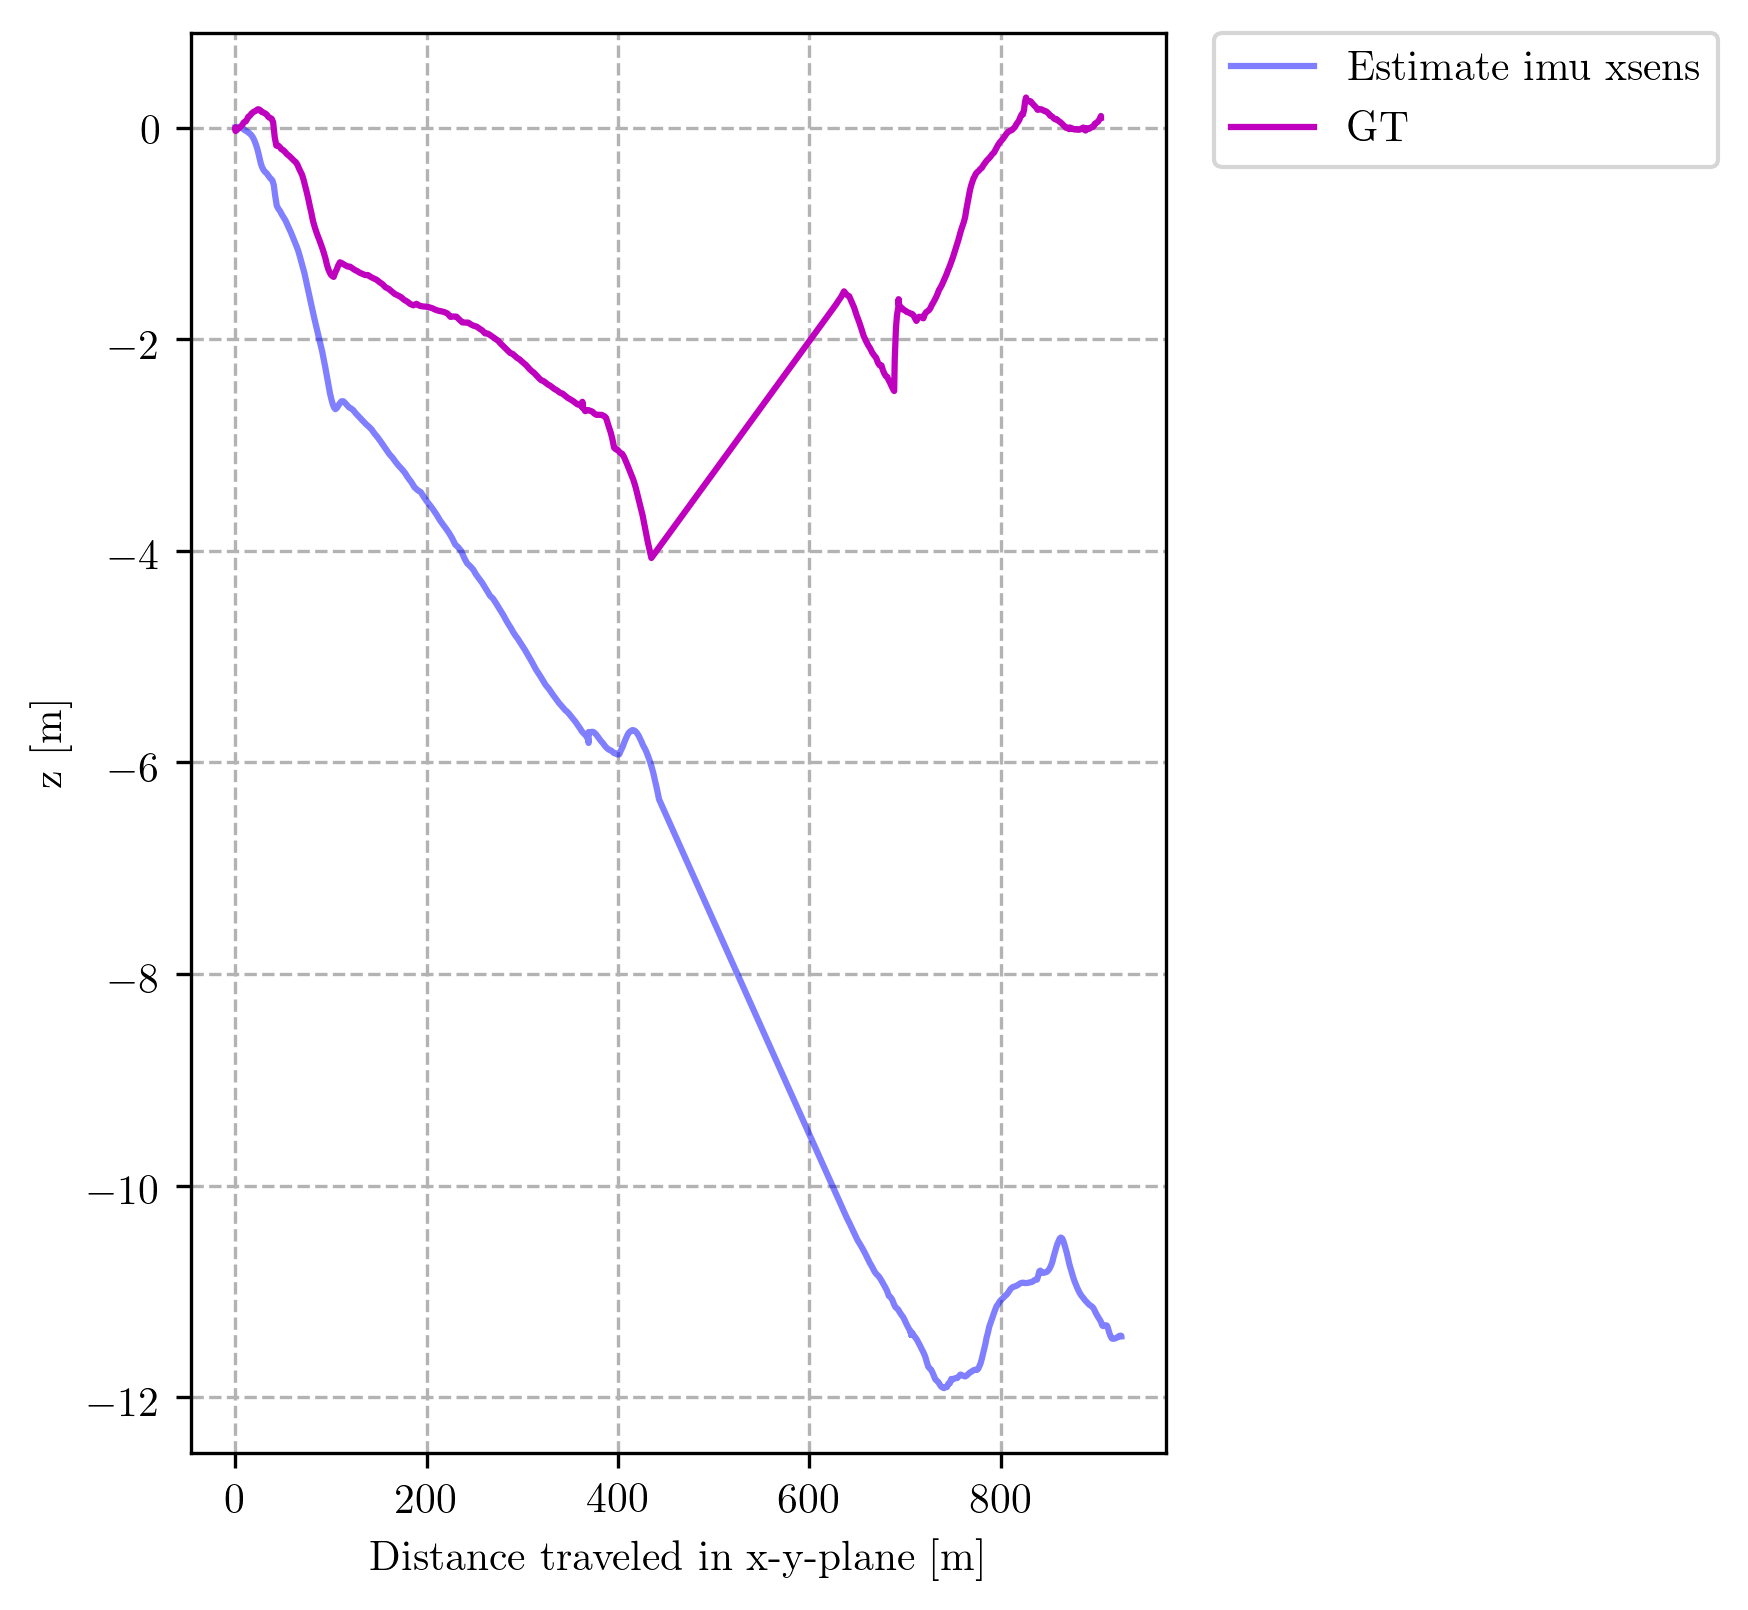 Estimate imu xsens
GT
0
−2
−4
−6
−8
−10
−12
z [m]
0 200 400 600 800
Distance traveled in x-y-plane [m]